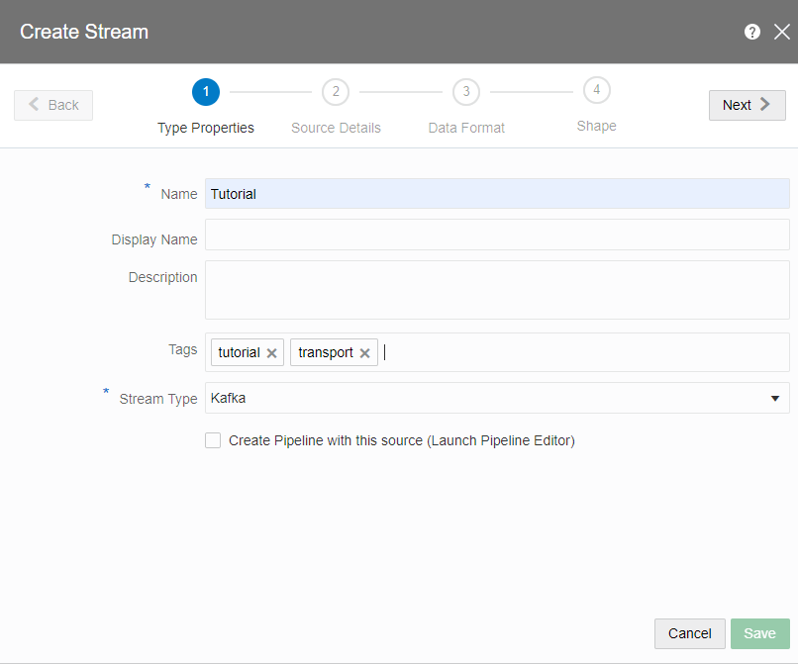 Create Stream
?
Back
1
2
3
4
Next
Type Properties
Source Details
Data Format
Shape
* Name
Tutorial
Display Name
Description
Tags
tutorial
transport
* Stream Type
Kafka
Create Pipeline with this source (Launch Pipeline Editor)
Cancel
Save